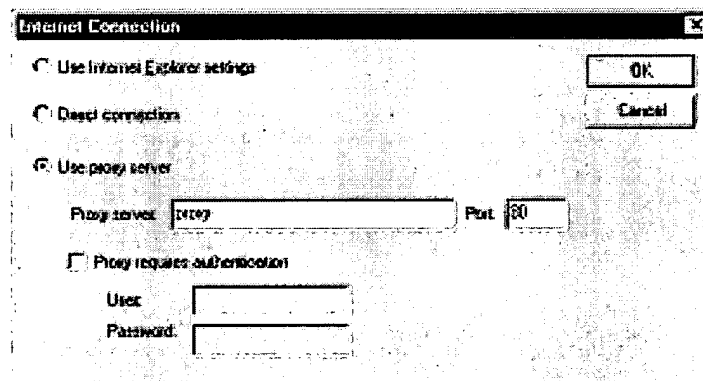 Internet Connection
Use Internet Explorer settings
OK
Direct connection
Cancel
Use proxy server
Proxy server: proxy Port: 80
Proxy requires authentication
User:
Password: